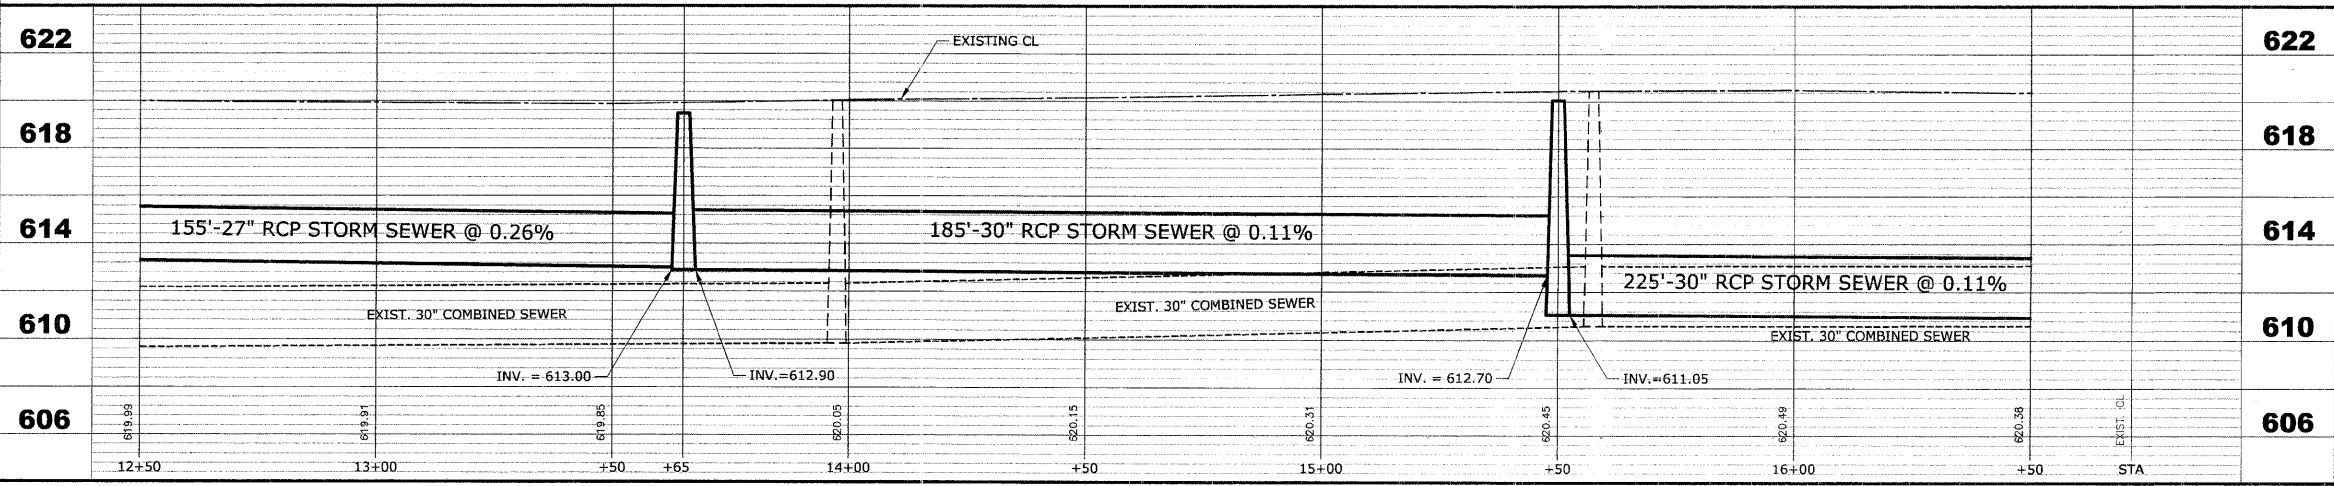 622
622
EXISTING CL
618
618
614
155'-27" RCP STORM SEWER @ 0.26%
185'-30" RCP STORM SEWER @ 0.11%
614
225'-30" RCP STORM SEWER @ 0.11%
610
EXIST. 30" COMBINED SEWER
EXIST. 30" COMBINED SEWER
EXIST. 30" COMBINED SEWER
610
INV. = 613.00
INV.=612.90
INV. = 612.70
INV.=611.05
606
619.99
619.91
619.85
620.05
620.15
620.31
620.45
620.49
620.38
EXIST. CL
606
12+50
13+00
+50
+65
14+00
+50
15+00
+50
16+00
+50
STA